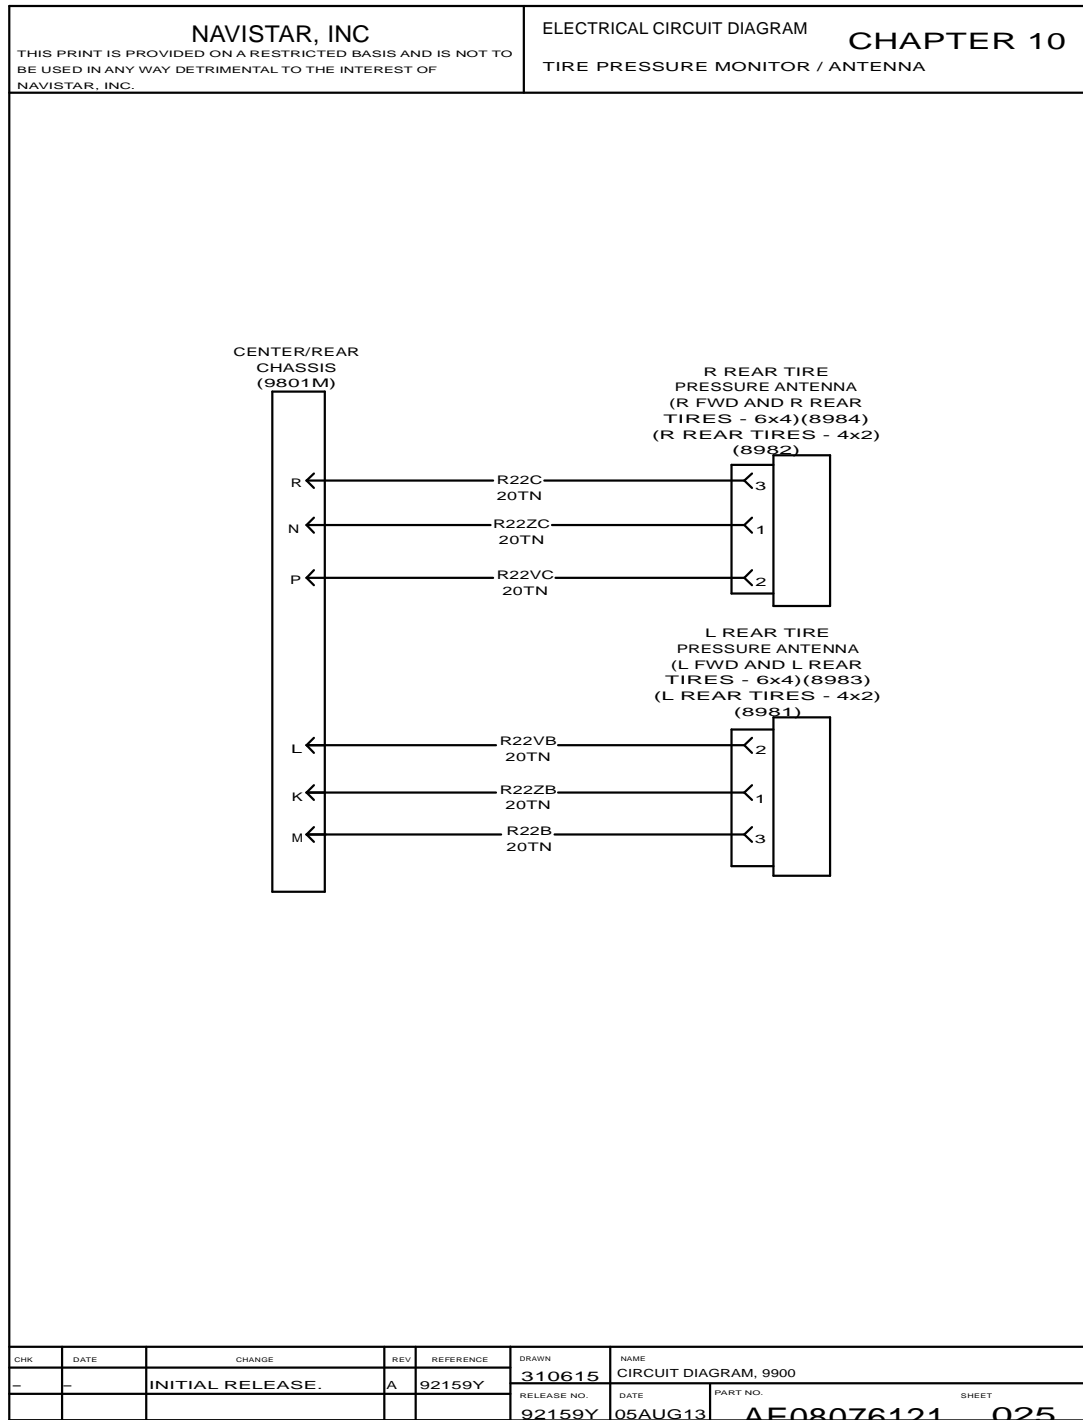 NAVISTAR, INC
THIS PRINT IS PROVIDED ON A RESTRICTED BASIS AND IS NOT TO
BE USED IN ANY WAY DETRIMENTAL TO THE INTEREST OF
NAVISTAR, INC.
ELECTRICAL CIRCUIT DIAGRAM
CHAPTER 10
TIRE PRESSURE MONITOR / ANTENNA
CENTER/REAR
CHASSIS
(9801M)
R REAR TIRE
PRESSURE ANTENNA
(R FWD AND R REAR
TIRES - 6x4)(8984)
(R REAR TIRES - 4x2)
(8982)
R R22C 3
20TN
N R22ZC 1
20TN
P R22VC 2
20TN
L REAR TIRE
PRESSURE ANTENNA
(L FWD AND L REAR
TIRES - 6x4)(8983)
(L REAR TIRES - 4x2)
(8981)
L R22VB 2
20TN
K R22ZB 1
20TN
M R22B 3
20TN
CHK DATE CHANGE REV REFERENCE DRAWN NAME
– – INITIAL RELEASE. A 92159Y 310615 CIRCUIT DIAGRAM, 9900
RELEASE NO. DATE PART NO. SHEET
92159Y 05AUG13 AE08076121 025